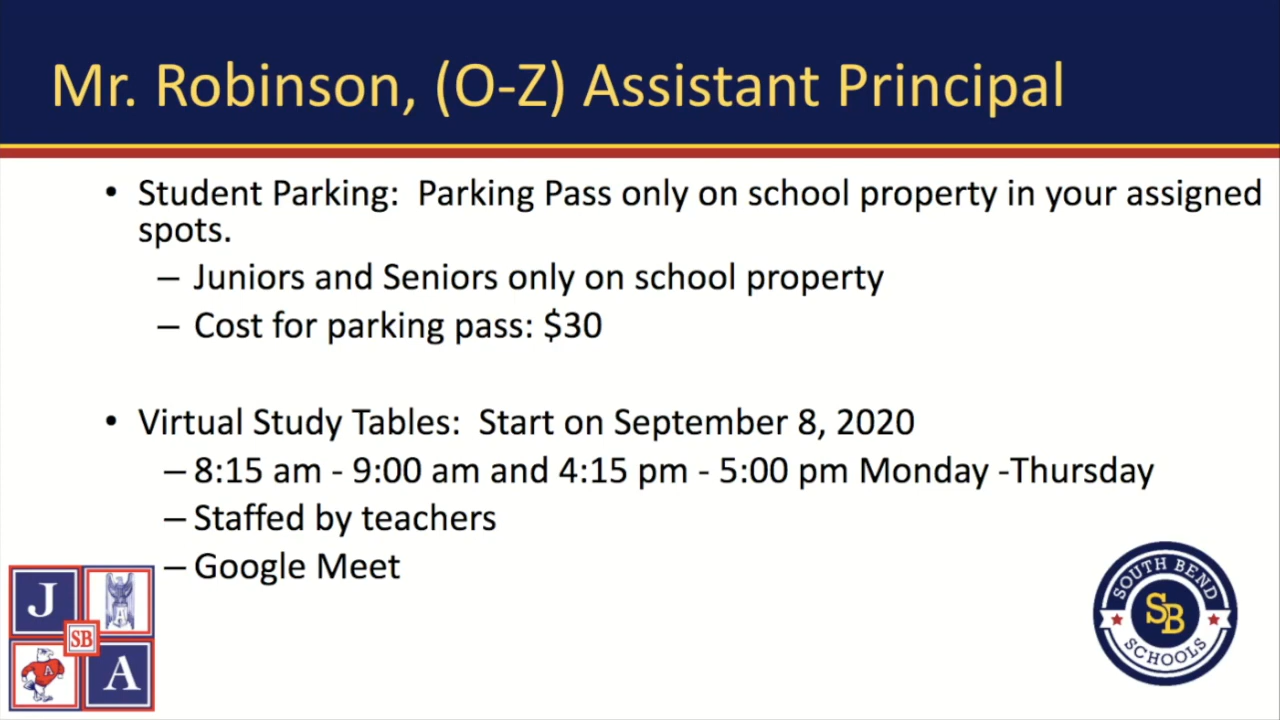 Mr. Robinson, (O-Z) Assistant Principal
• Student Parking:  Parking Pass only on school property in your assigned
spots.
– Juniors and Seniors only on school property
– Cost for parking pass: $30
• Virtual Study Tables:  Start on September 8, 2020
– 8:15 am - 9:00 am and 4:15 pm - 5:00 pm Monday -Thursday
– Staffed by teachers
– Google Meet
J
A
SB
A
A
SOUTH BEND
SB
SCHOOLS